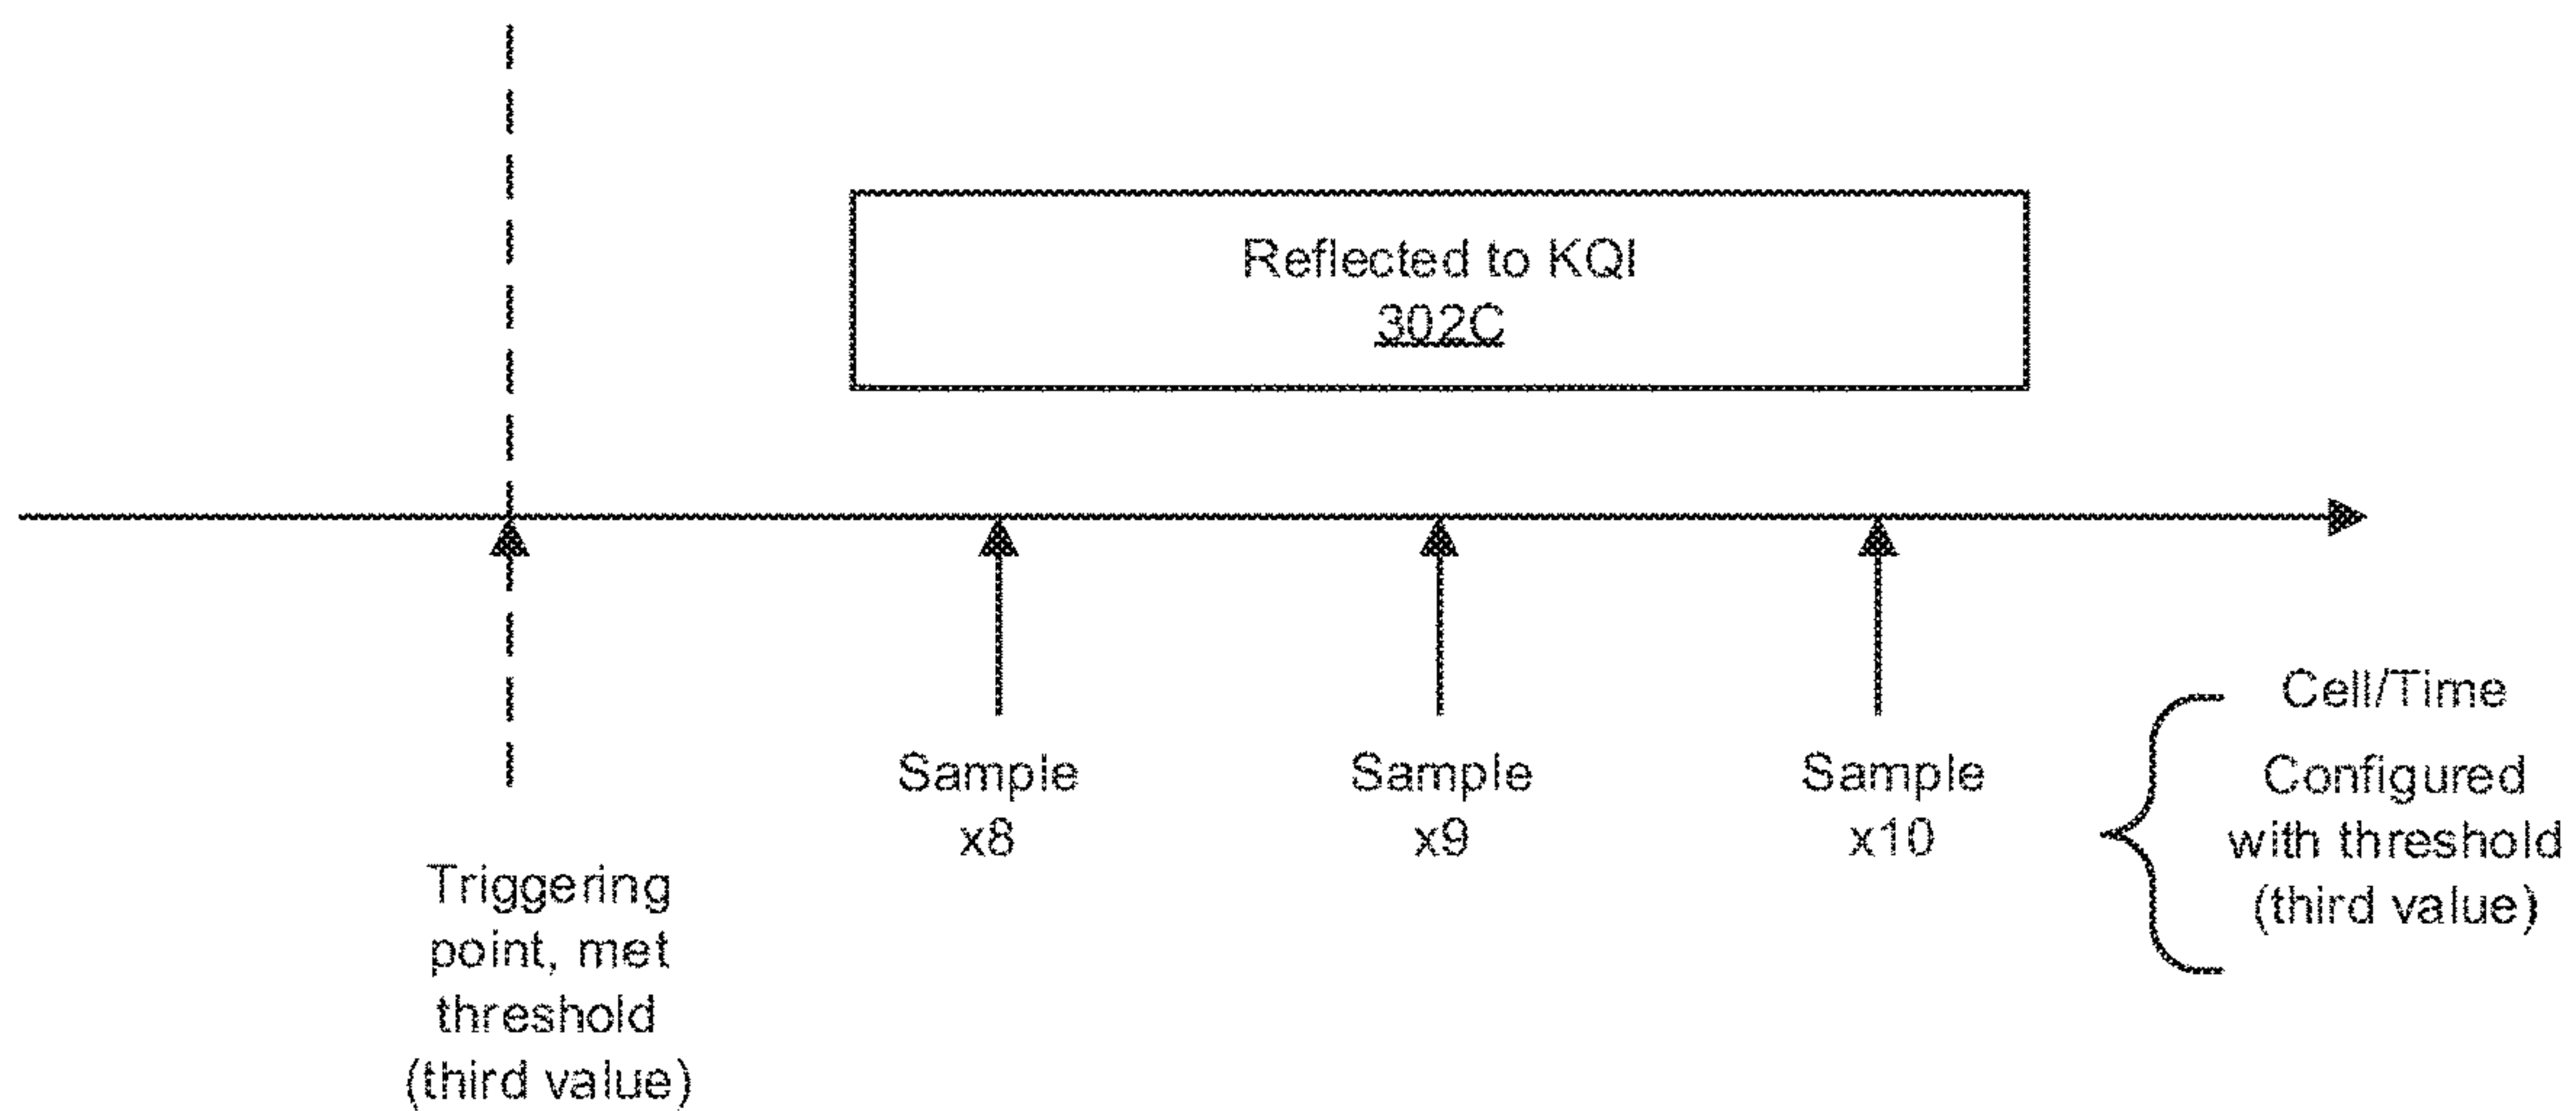 Reflected to KQI
302C
Sample
x8
Sample
x9
Sample
x10
Cell/Time
Configured
with threshold
(third value)
Triggering
point, met
threshold
(third value)